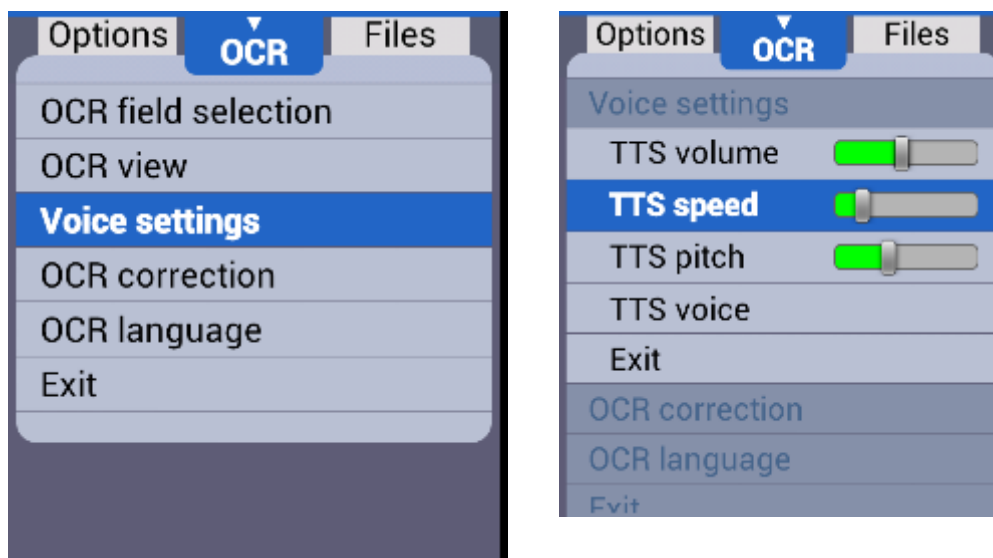 Options OCR Files
OCR field selection
OCR view
Voice settings
OCR correction
OCR language
Exit
Options OCR Files
Voice settings
TTS volume
TTS speed
TTS pitch
TTS voice
Exit
OCR correction
OCR language
Exit